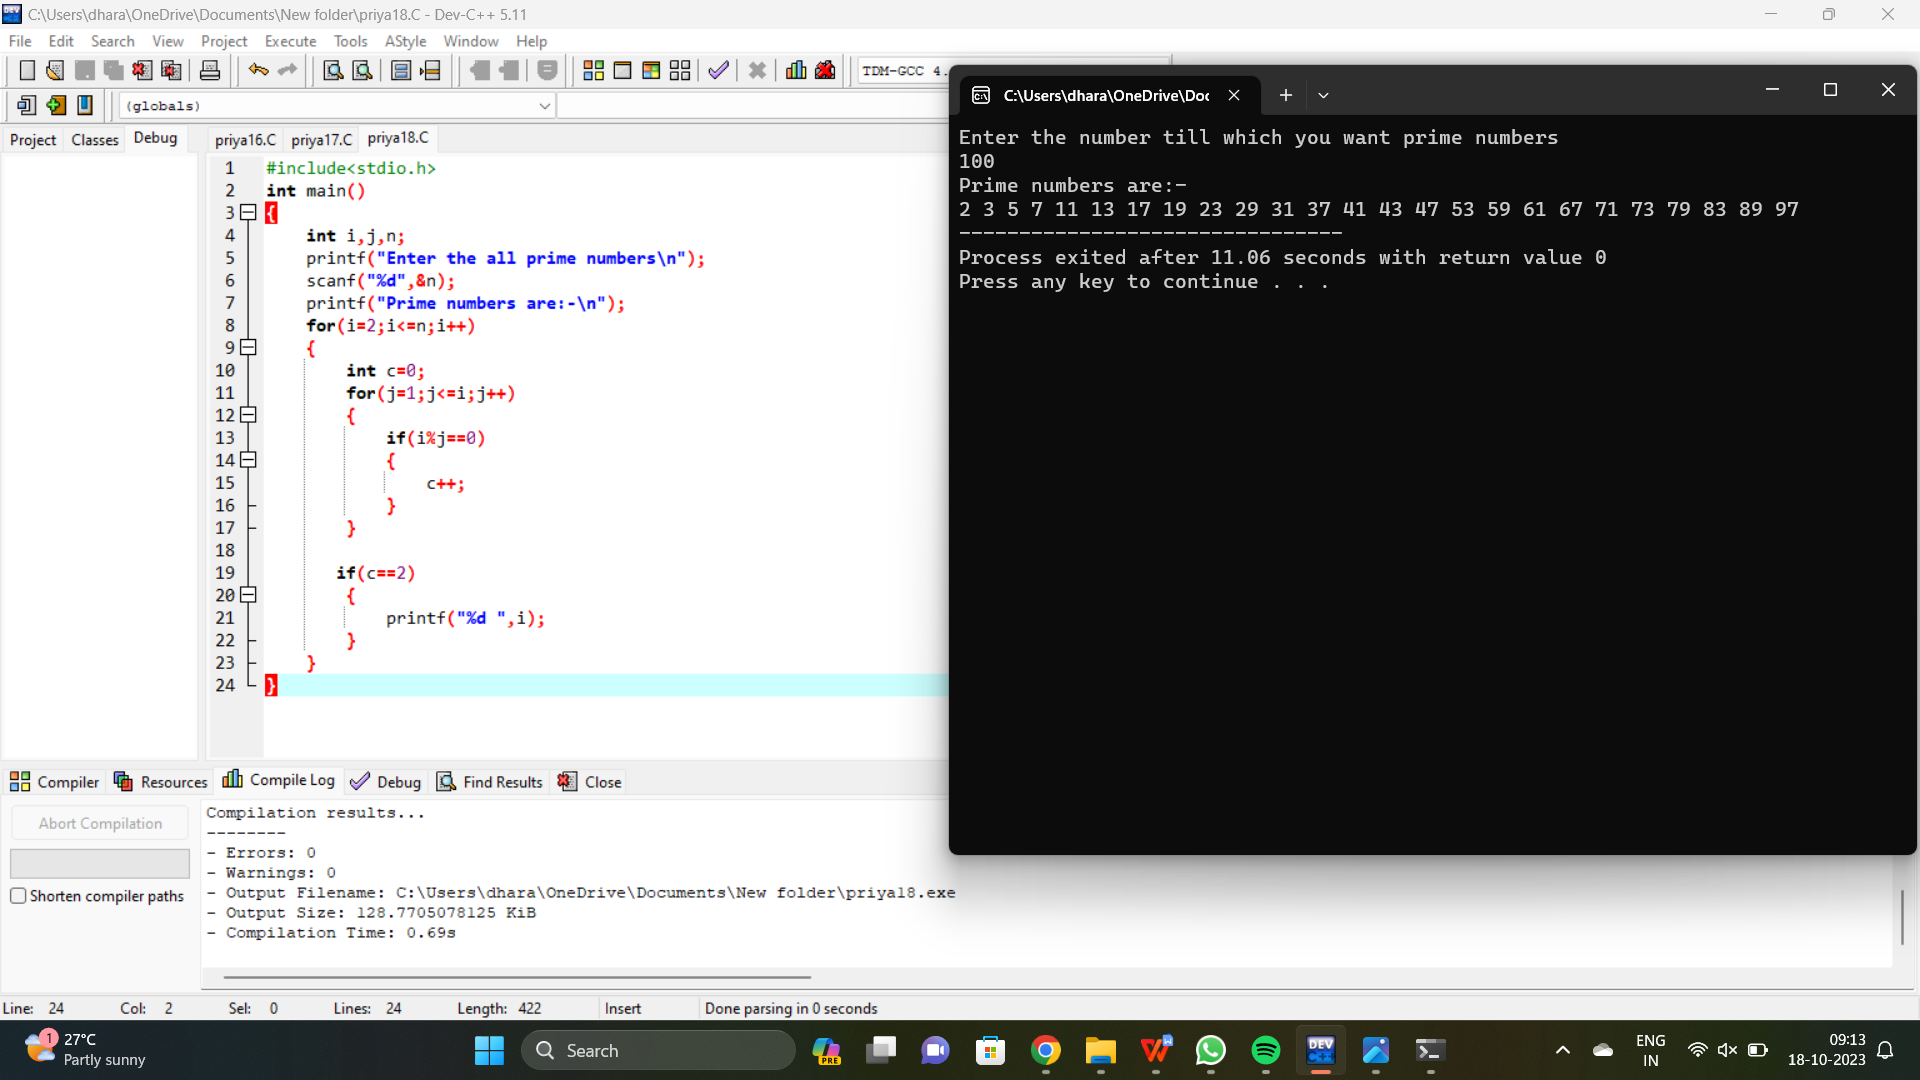 C:\Users\dhara\OneDrive\Documents\New folder\priya18.C - Dev-C++ 5.11
File Edit Search View Project Execute Tools AStyle Window Help
TDM-GCC 4.
(globals)
Project Classes Debug
priya16.C priya17.C priya18.C
1 #include<stdio.h>
2 int main()
3 {
4 int i,j,n;
5 printf("Enter the all prime numbers\n");
6 scanf("%d",&n);
7 printf("Prime numbers are:-\n");
8 for(i=2;i<=n;i++)
9 {
10 int c=0;
11 for(j=1;j<=i;j++)
12 {
13 if(i%j==0)
14 {
15 c++;
16 }
17 }
18
19 if(c==2)
20 {
21 printf("%d ",i);
22 }
23 }
24 }
C:\Users\dhara\OneDrive\Doc
Enter the number till which you want prime numbers
100
Prime numbers are:-
2 3 5 7 11 13 17 19 23 29 31 37 41 43 47 53 59 61 67 71 73 79 83 89 97
--------------------------------
Process exited after 11.06 seconds with return value 0
Press any key to continue . . .
Compiler Resources Compile Log Debug Find Results Close
Abort Compilation
Shorten compiler paths
Compilation results...
--------
- Errors: 0
- Warnings: 0
- Output Filename: C:\Users\dhara\OneDrive\Documents\New folder\priya18.exe
- Output Size: 128.7705078125 KiB
- Compilation Time: 0.69s
Line: 24 Col: 2 Sel: 0 Lines: 24 Length: 422 Insert Done parsing in 0 seconds
1
27°C
Partly sunny
Search
PRE
DEV
ENG
IN
09:13
18-10-2023